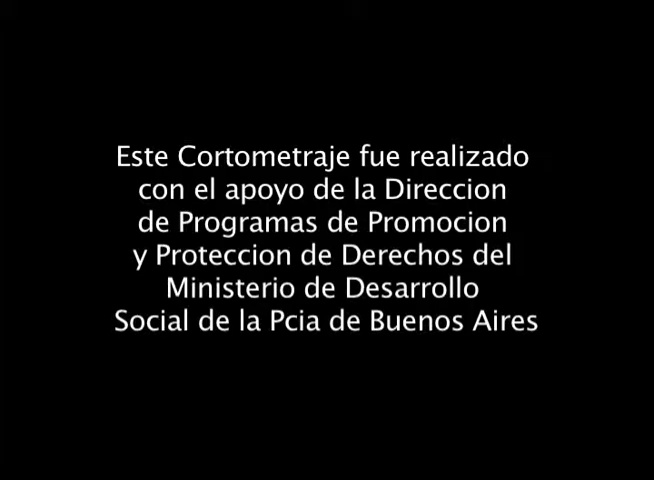 Este Cortometraje fue realizado
con el apoyo de la Direccion
de Programas de Promocion
y Proteccion de Derechos del
Ministerio de Desarrollo
Social de la Pcia de Buenos Aires